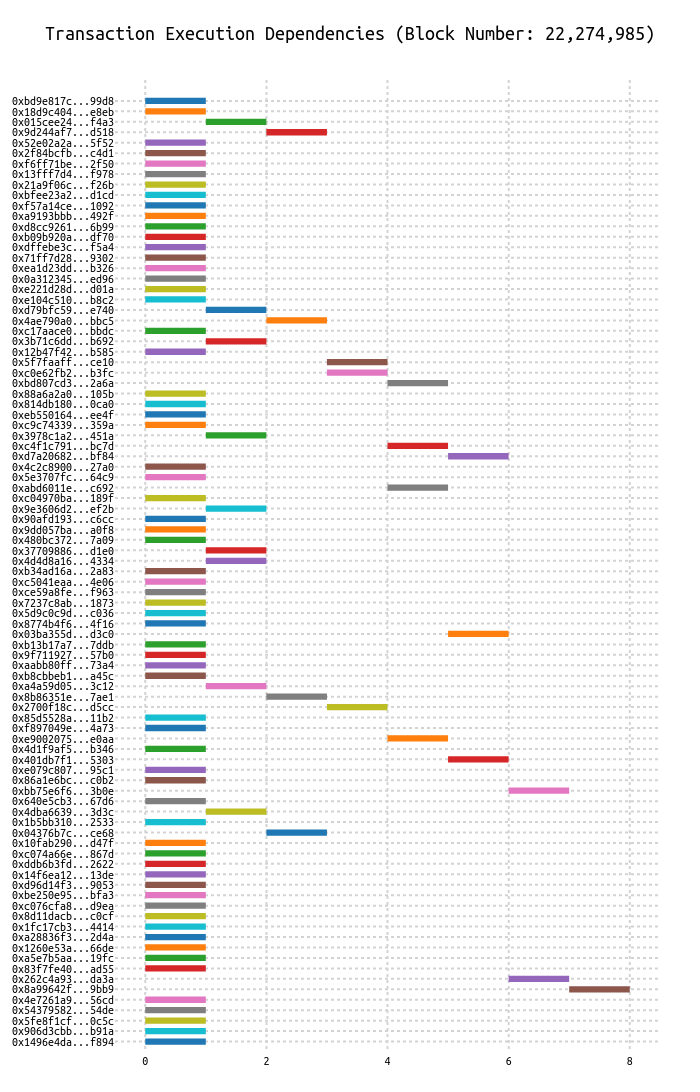 Transaction Execution Dependencies (Block Number: 22,274,985)
0xbd9e817c...99d8
0x18d9c404...e8eb
0x015cee24...f4a3
0x9d244af7...d518
0x52e02a2a...5f52
0x2f84bcfb...c4d1
0xf6ff71be...2f50
0x13fff7d4...f978
0x21a9f06c...f26b
0xbfee23a2...d1cd
0xf57a14ce...1092
0xa9193bbb...492f
0xd8cc9261...6b99
0xb09b920a...df70
0xdffebe3c...f5a4
0x71ff7d28...9302
0xea1d23dd...b326
0x0a312345...ed96
0xe221d28d...d01a
0xe104c510...b8c2
0xd79bfc59...e740
0x4ae790a0...bbc5
0xc17aace0...bbdc
0x3b71c6dd...b692
0x12b47f42...b585
0x5f7faaff...ce10
0xc0e62fb2...b3fc
0xbd807cd3...2a6a
0x88a6a2a0...105b
0x814db180...0ca0
0xeb550164...ee4f
0xc9c74339...359a
0x3978c1a2...451a
0xc4f1c791...bc7d
0xd7a20682...bf84
0x4c2c8900...27a0
0x5e3707fc...64c9
0xabd6011e...c692
0xc04970ba...189f
0x9e3606d2...ef2b
0x90afd193...c6cc
0x9dd057ba...a0f8
0x480bc372...7a09
0x37709886...d1e0
0x4d4d8a16...4334
0xb34ad16a...2a83
0xc5041eaa...4e06
0xce59a8fe...f963
0x7237c8ab...1873
0x5d9c0c9d...c036
0x8774b4f6...4f16
0x03ba355d...d3c0
0xb13b17a7...7ddb
0x9f711927...57b0
0xaabb80ff...73a4
0xb8cbbeb1...a45c
0xa4a59d05...3c12
0x8b86351e...7ae1
0x2700f18c...d5cc
0x85d5528a...11b2
0xf897049e...4a73
0xe9002075...e0aa
0x4d1f9af5...b346
0x401db7f1...5303
0xe079c807...95c1
0x86a1e6bc...c0b2
0xbb75e6f6...3b0e
0x640e5cb3...67d6
0x4dba6639...3d3c
0x1b5bb310...2533
0x04376b7c...ce68
0x10fab290...d47f
0xc074a66e...867d
0xddb6b3fd...2622
0x14f6ea12...13de
0xd96d14f3...9053
0xbe250e95...bfa3
0xc076cfa8...d9ea
0x8d11dacb...c0cf
0x1fc17cb3...4414
0xa28836f3...2d4a
0x1260e53a...66de
0xa5e7b5aa...19fc
0x83f7fe40...ad55
0x262c4a93...da3a
0x8a99642f...9bb9
0x4e7261a9...56cd
0x54379582...54de
0x5fe8f1cf...0c5c
0x906d3cbb...b91a
0x1496e4da...f894
0 2 4 6 8